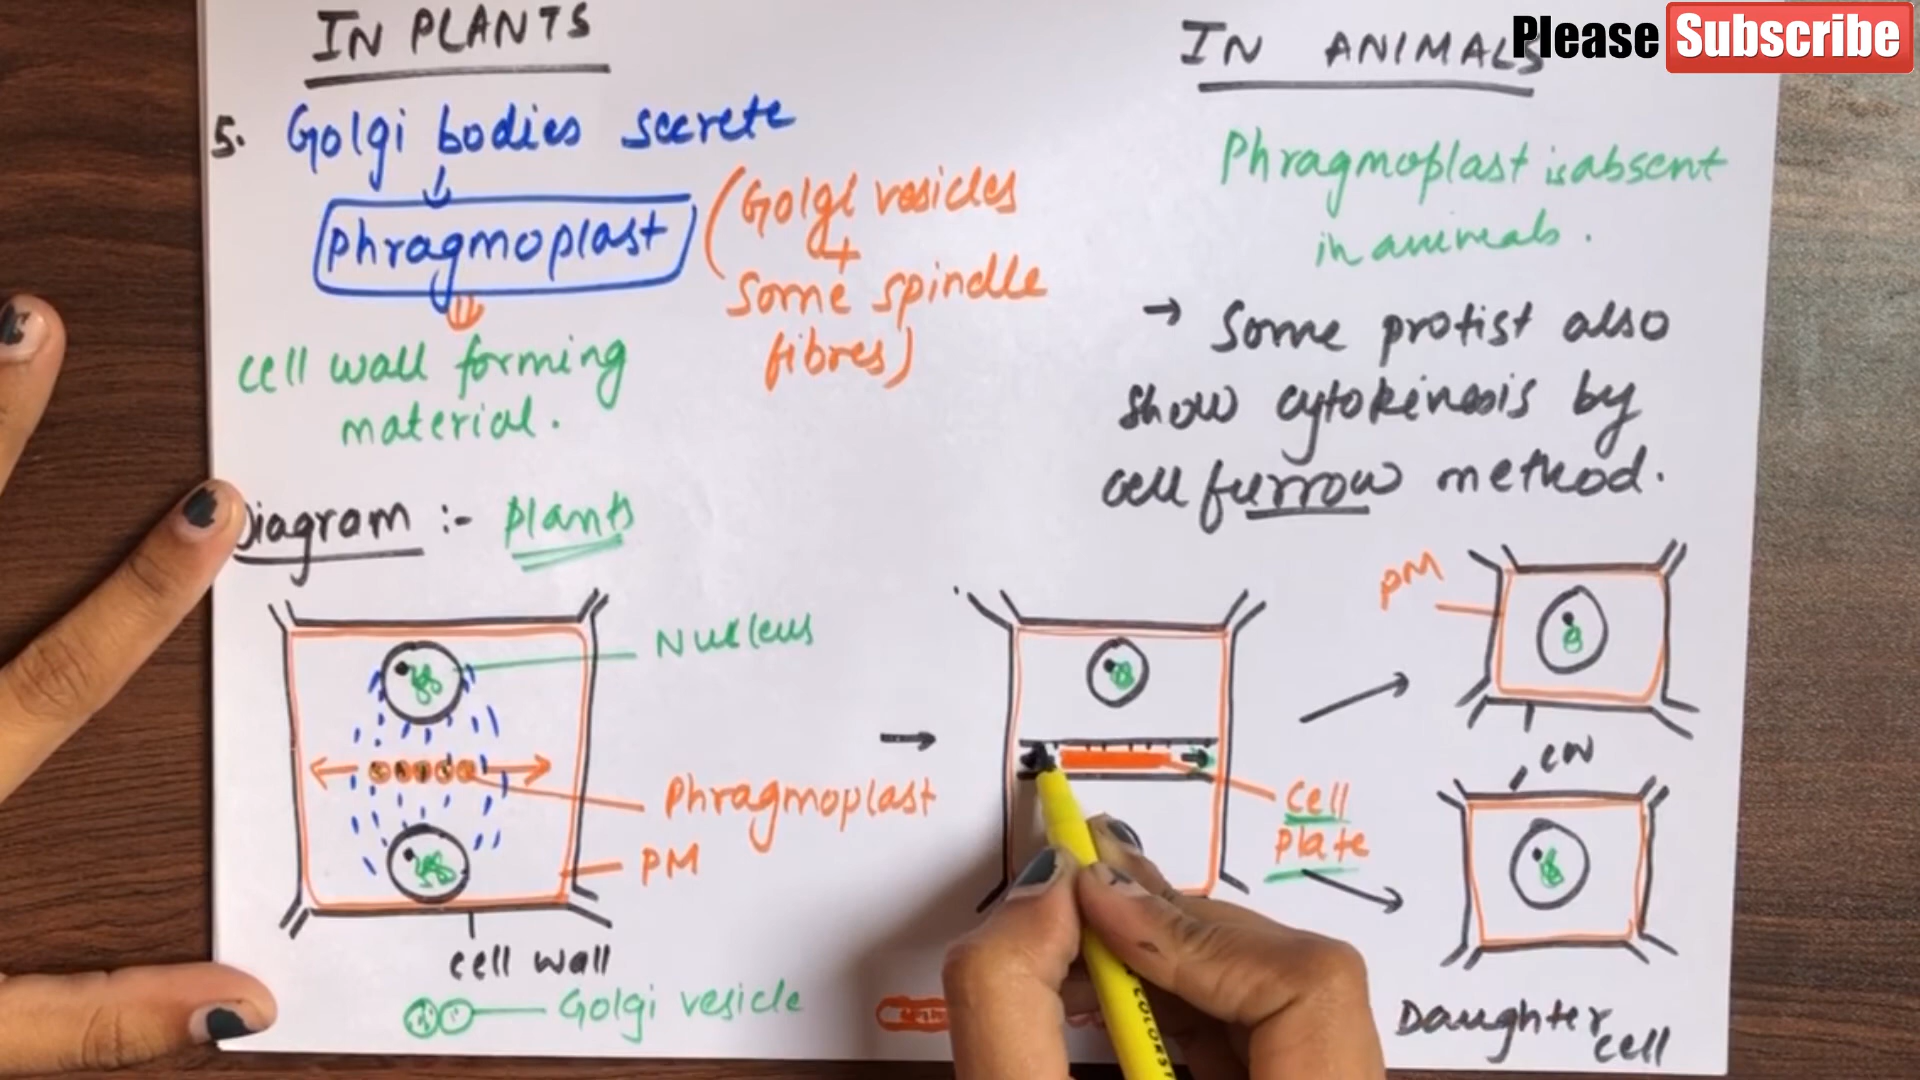 IN PLANTS
IN ANIMALS
Please Subscribe
5. Golgi bodies secrete
phragmoplast
(Golgi vesicles
+
some spindle
fibres)
cell wall forming
material.
Phragmoplast is absent
in animals.
→ Some protist also
show cytokinesis by
cell furrow method.
Diagram :- plants
Nucleus
Phragmoplast
PM
cell wall
Golgi vesicle
cell
plate
PM
CW
Daughter
cell